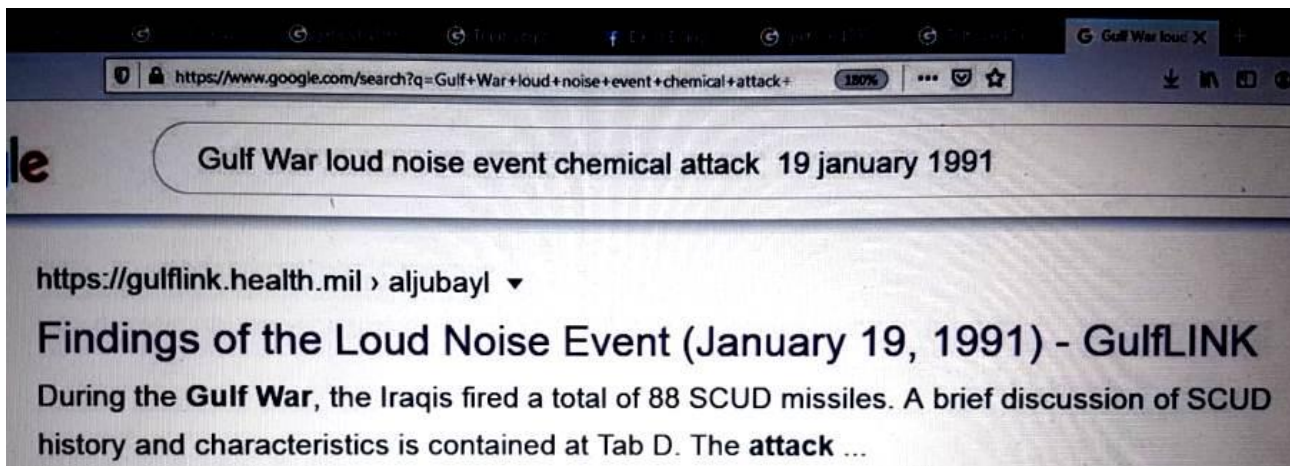 Gulf War loud
https://www.google.com/search?q=Gulf+War+loud+noise+event+chemical+attack+ 180%
le Gulf War loud noise event chemical attack 19 january 1991
https://gulflink.health.mil › aljubayl
Findings of the Loud Noise Event (January 19, 1991) - GulfLINK
During the Gulf War, the Iraqis fired a total of 88 SCUD missiles. A brief discussion of SCUD
history and characteristics is contained at Tab D. The attack ...